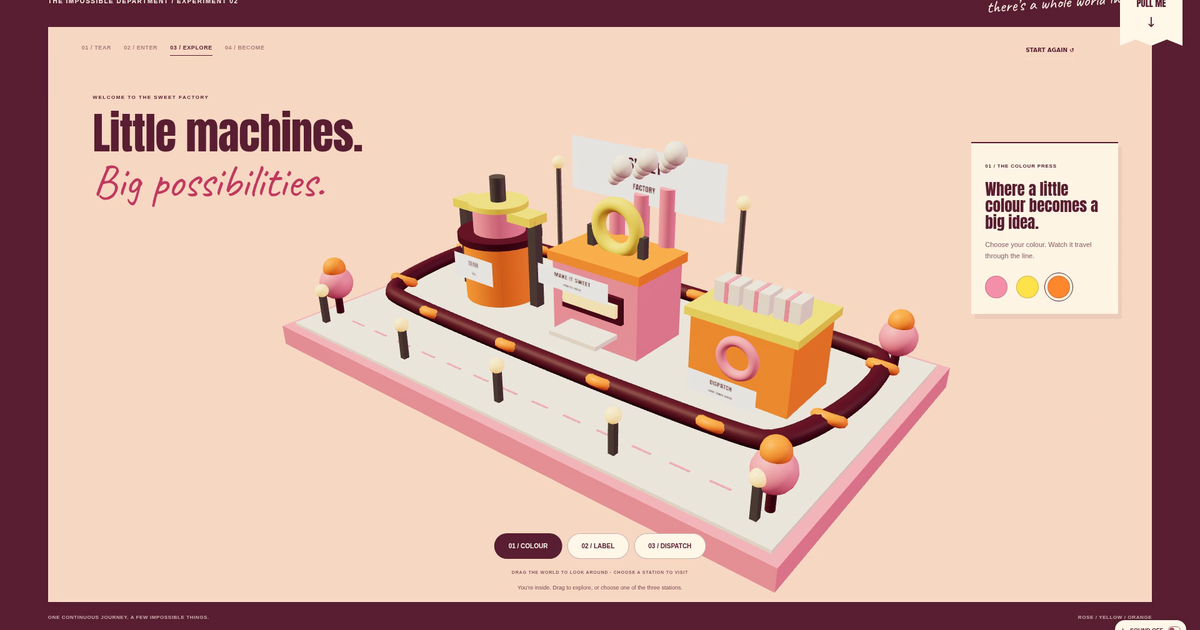 THE IMPOSSIBLE DEPARTMENT / EXPERIMENT 02
there's a whole world in
PULL ME
↓
01 / TEAR
02 / ENTER
03 / EXPLORE
04 / BECOME
START AGAIN ↺
WELCOME TO THE SWEET FACTORY
Little machines.
Big possibilities.
FACTORY
MAKE IT SWEET
DISPATCH
01 / THE COLOUR PRESS
Where a little
colour becomes a
big idea.
Choose your colour. Watch it travel
through the line.
01 / COLOUR
02 / LABEL
03 / DISPATCH
DRAG THE WORLD TO LOOK AROUND · CHOOSE A STATION TO VISIT
You're inside. Drag to explore, or choose one of the three stations.
ONE CONTINUOUS JOURNEY. A FEW IMPOSSIBLE THINGS.
ROSE / YELLOW / ORANGE
SOUND OFF